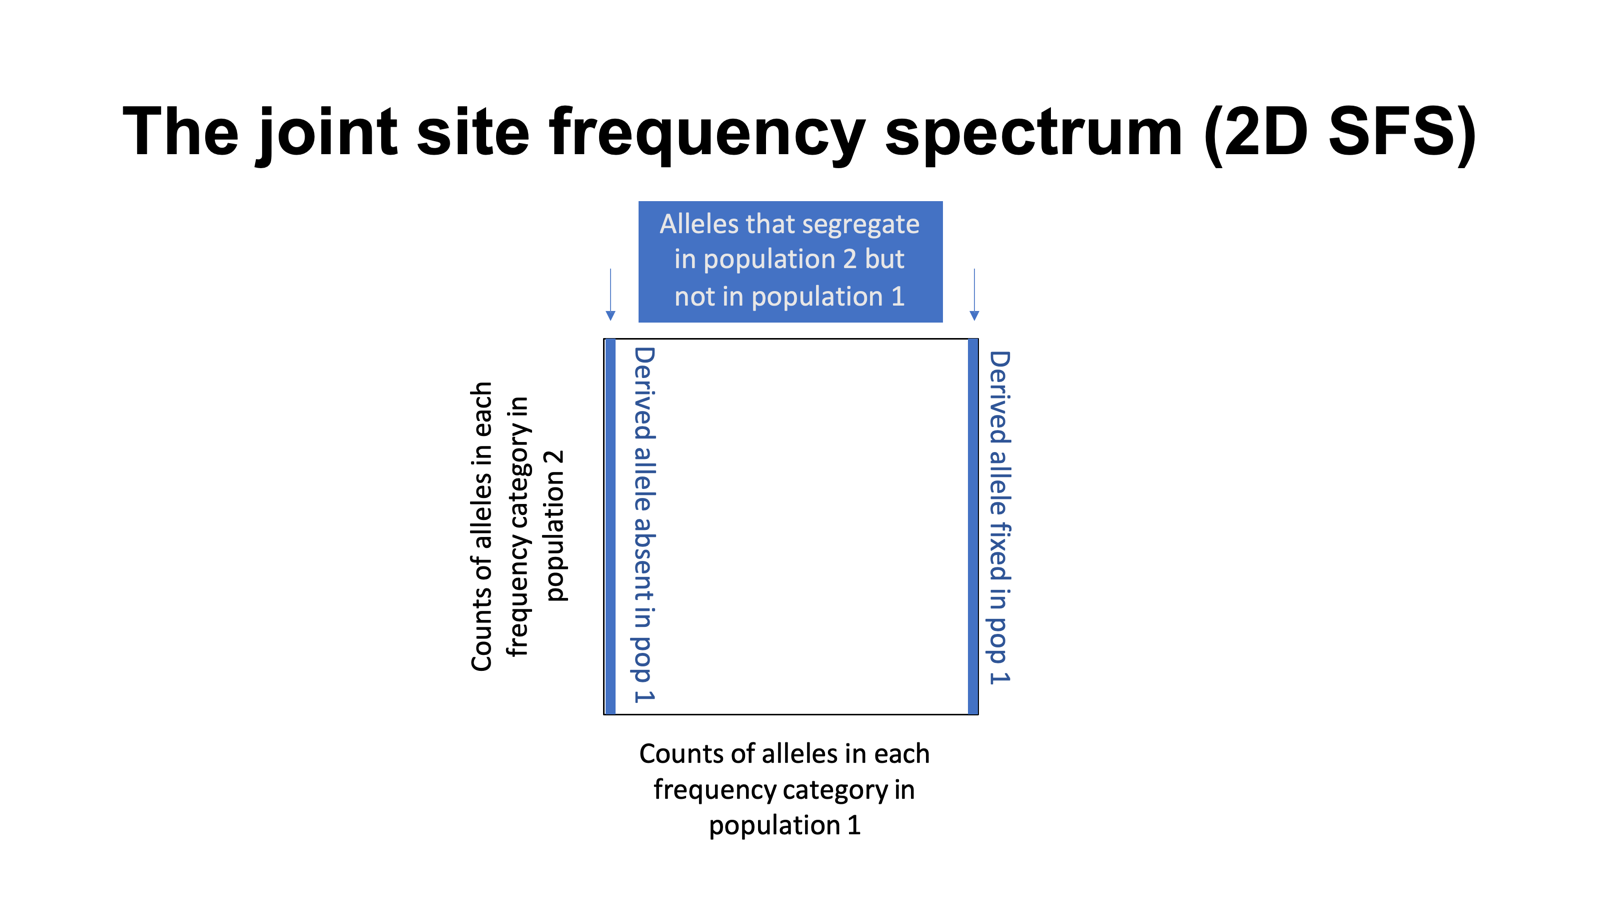 The joint site frequency spectrum (2D SFS)
Alleles that segregate
in population 2 but
not in population 1
Counts of alleles in each
frequency category in
population 2
Derived allele absent in pop 1
Derived allele fixed in pop 1
Counts of alleles in each
frequency category in
population 1